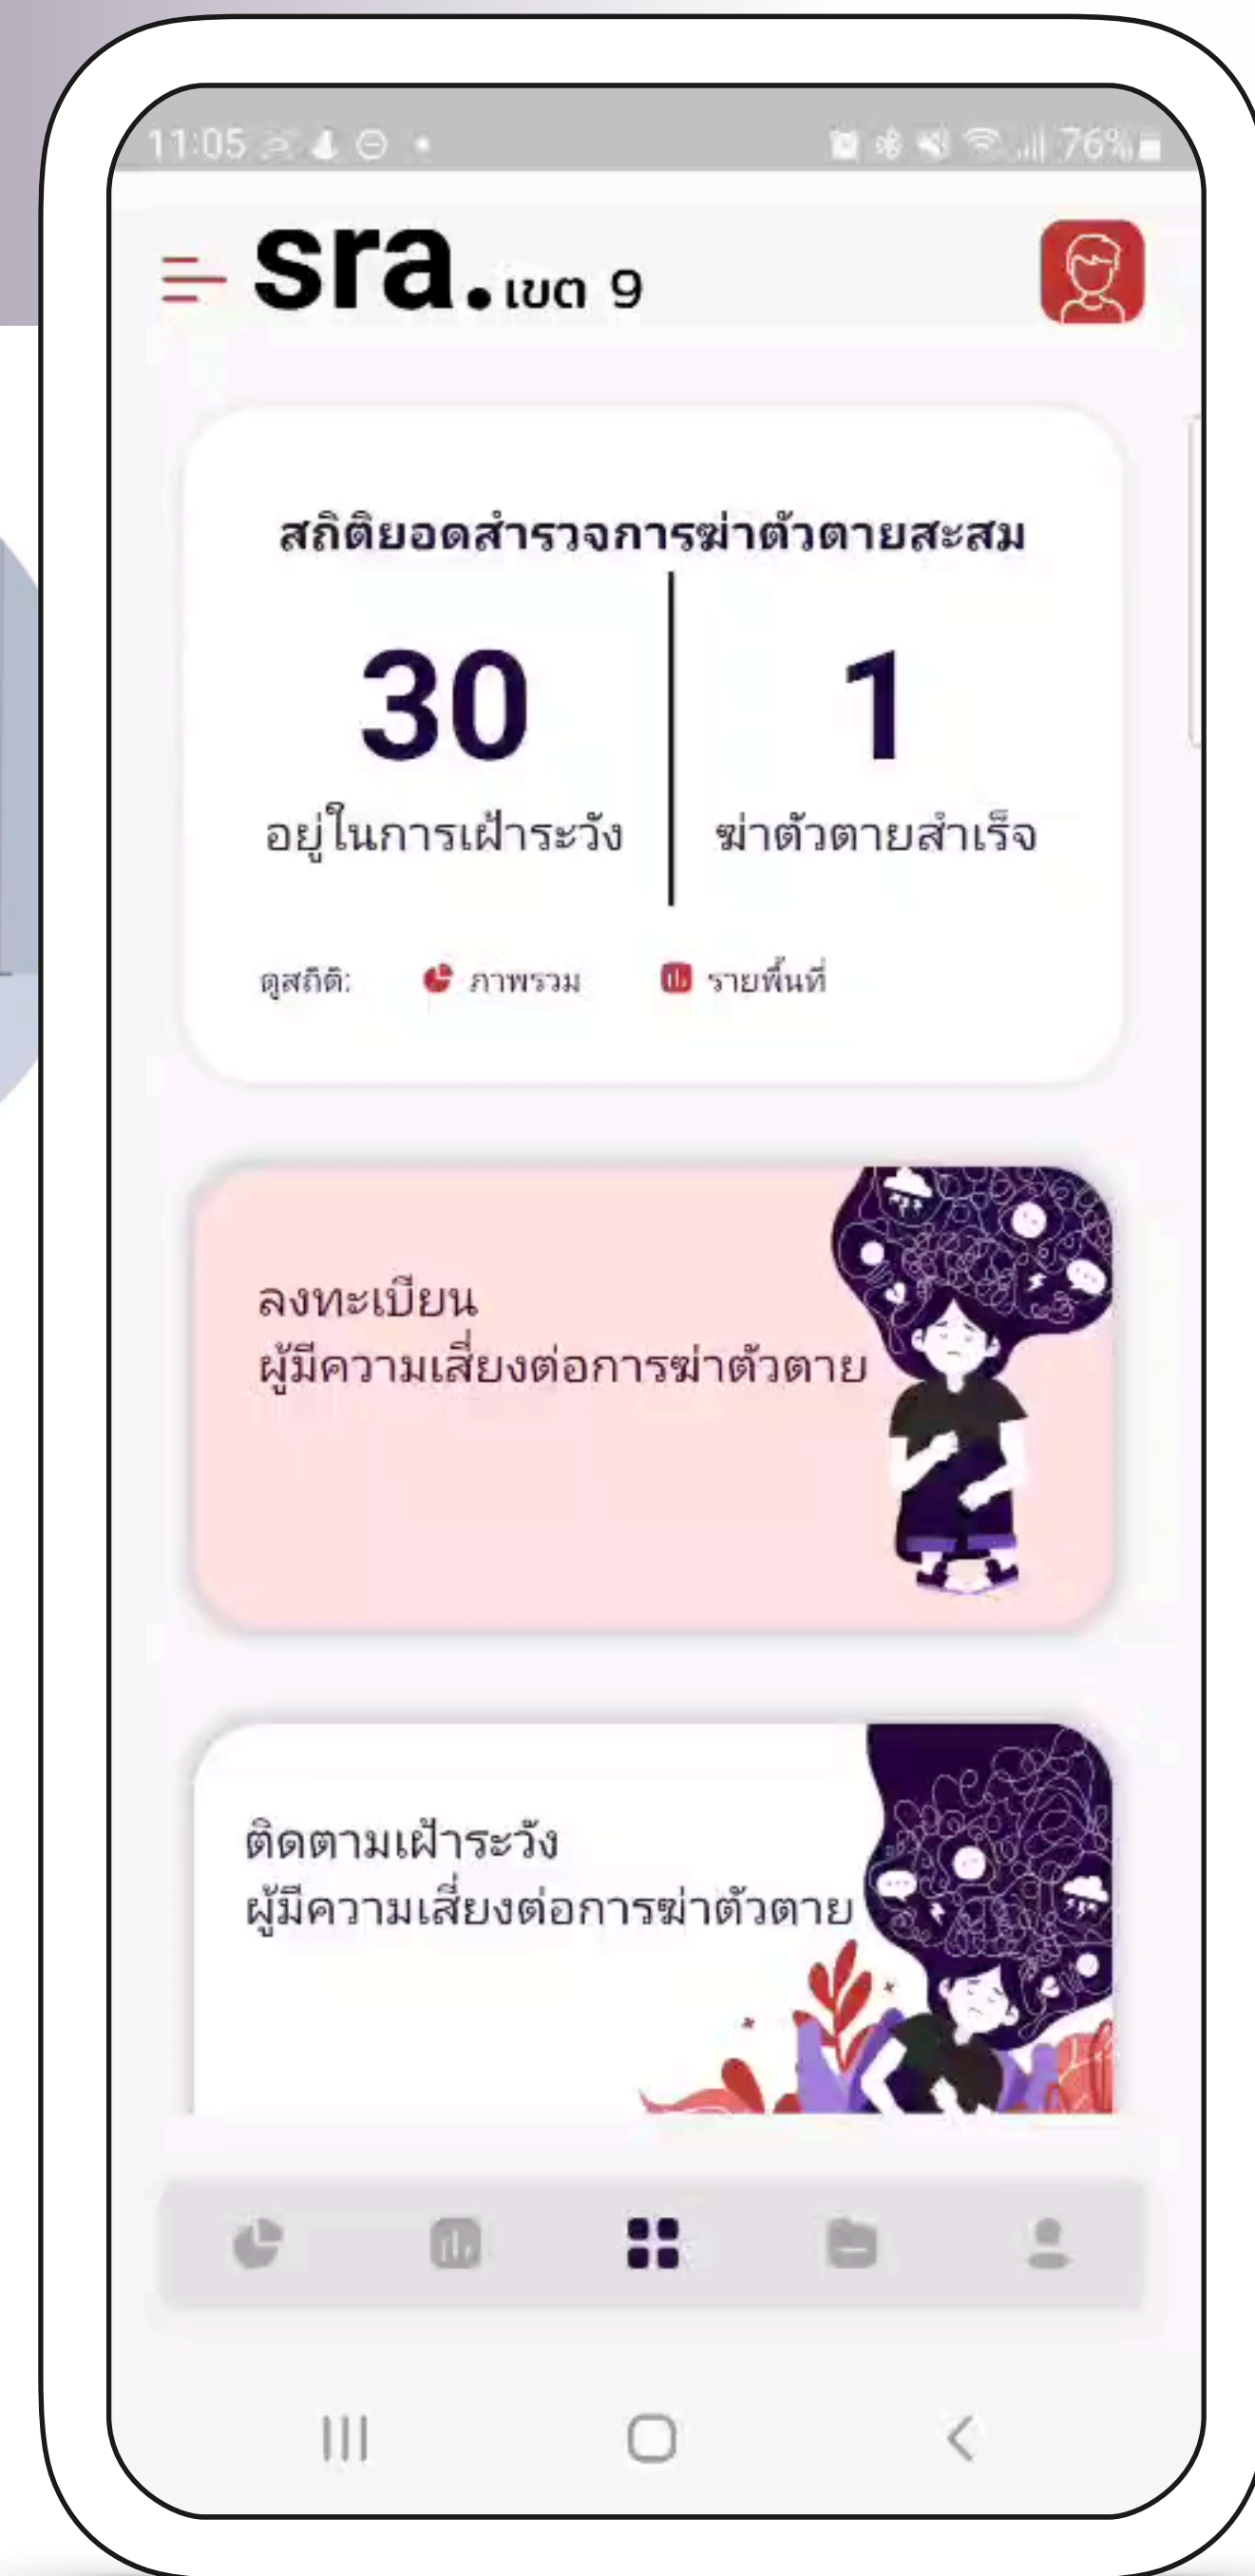 11:05
76%
sra. เขต 9
สถิติยอดสำรวจการฆ่าตัวตายสะสม
30
1
อยู่ในการเฝ้าระวัง
ฆ่าตัวตายสำเร็จ
ดูสถิติ: ภาพรวม รายพื้นที่
ลงทะเบียน
ผู้มีความเสี่ยงต่อการฆ่าตัวตาย
ติดตามเฝ้าระวัง
ผู้มีความเสี่ยงต่อการฆ่าตัวตาย